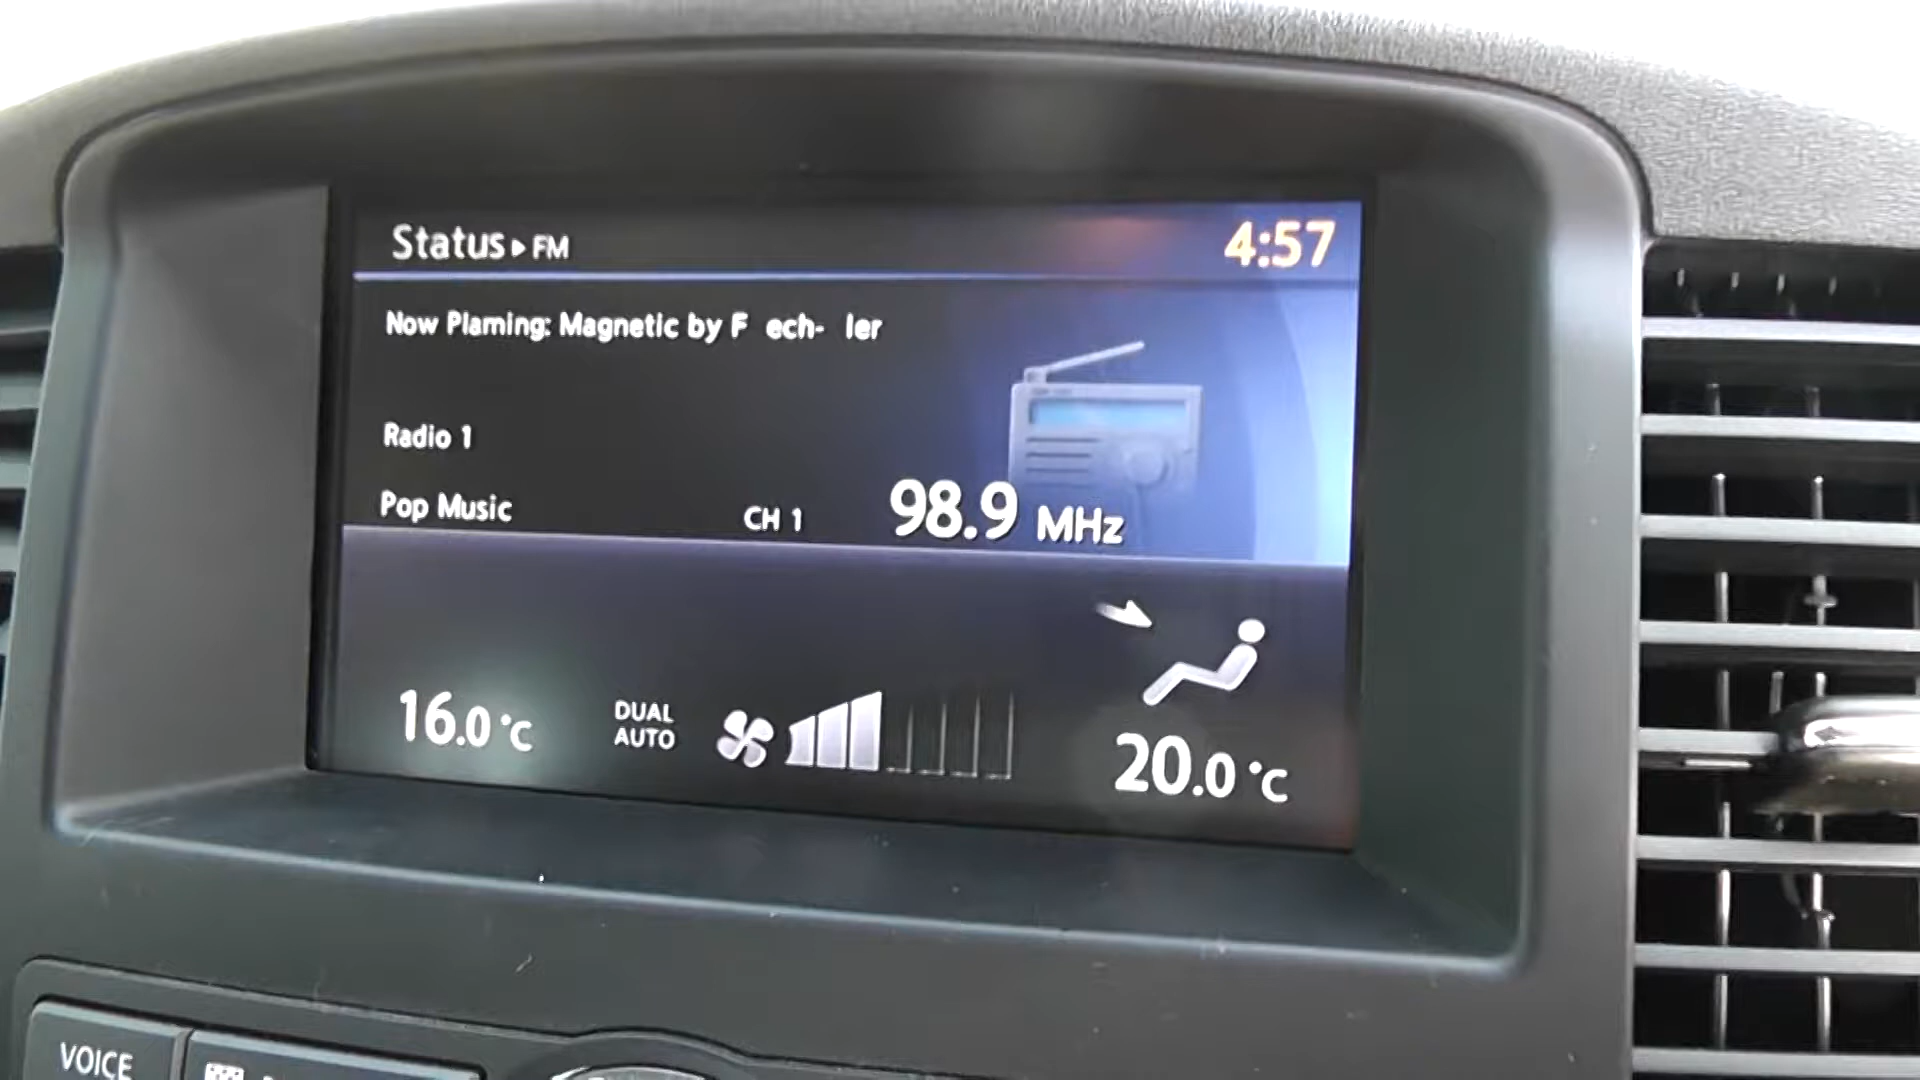 Status▸FM
4:57
Now Plaming: Magnetic by F  ech-  ler
Radio 1
Pop Music
CH 1
98.9 MHz
16.0 °C
DUAL
AUTO
20.0 °C
VOICE